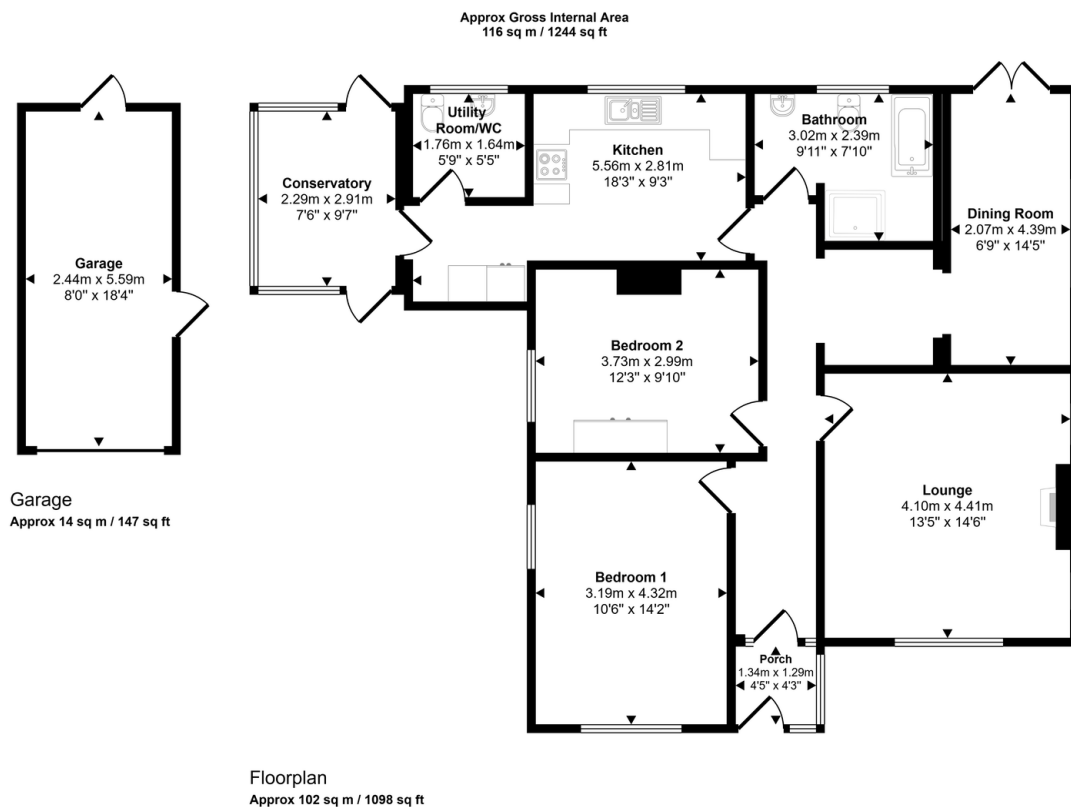 Approx Gross Internal Area
116 sq m / 1244 sq ft
Utility
Room/WC
1.76m x 1.64m
5'9" x 5'5"
Kitchen
5.56m x 2.81m
18'3" x 9'3"
Bathroom
3.02m x 2.39m
9'11" x 7'10"
Conservatory
2.29m x 2.91m
7'6" x 9'7"
Dining Room
2.07m x 4.39m
6'9" x 14'5"
Garage
2.44m x 5.59m
8'0" x 18'4"
Bedroom 2
3.73m x 2.99m
12'3" x 9'10"
Lounge
4.10m x 4.41m
13'5" x 14'6"
Garage
Approx 14 sq m / 147 sq ft
Bedroom 1
3.19m x 4.32m
10'6" x 14'2"
Porch
1.34m x 1.29m
4'5" x 4'3"
Floorplan
Approx 102 sq m / 1098 sq ft